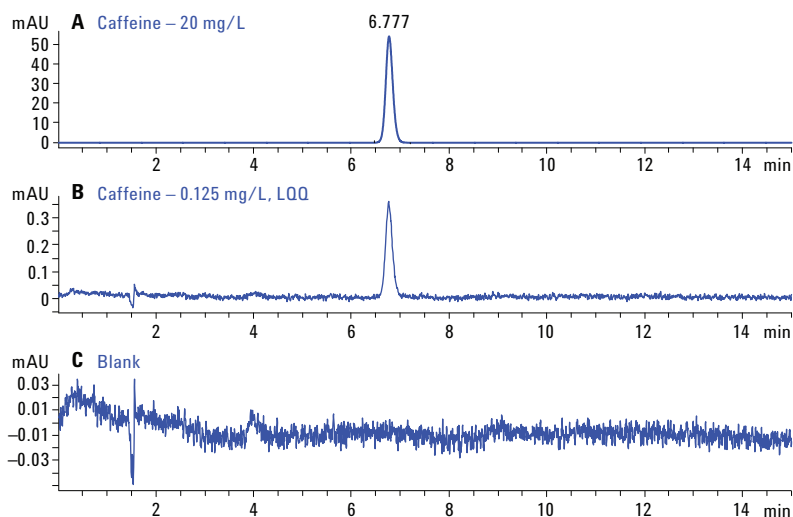 mAU A Caffeine – 20 mg/L 6.777
50
40
30
20
10
0
2 4 6 8 10 12 14 min
mAU B Caffeine – 0.125 mg/L, LQQ
0.3
0.2
0.1
0
2 4 6 8 10 12 14 min
mAU C Blank
0.03
0.01
–0.01
–0.03
2 4 6 8 10 12 14 min